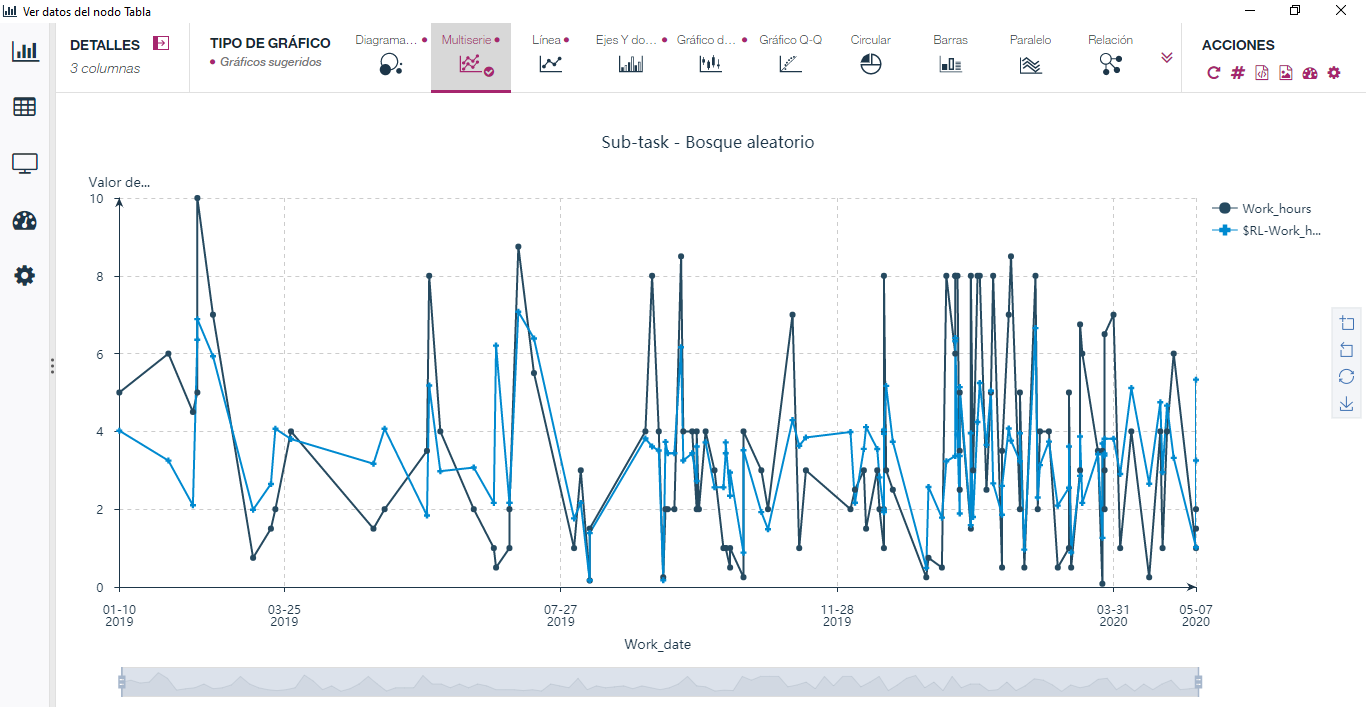 Ver datos del nodo Tabla
DETALLES
3 columnas
TIPO DE GRÁFICO
Gráficos sugeridos
Diagrama...
Multiserie
Línea
Ejes Y do...
Gráfico d...
Gráfico Q-Q
Circular
Barras
Paralelo
Relación
ACCIONES
Sub-task - Bosque aleatorio
Valor de...
10
8
6
4
2
0
01-10
2019
03-25
2019
07-27
2019
11-28
2019
03-31
2020
05-07
2020
Work_date
Work_hours
$RL-Work_h...